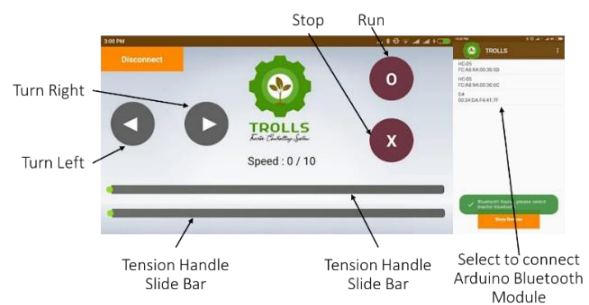 Stop
Run
3:00 PM
Disconnect
TROLLS
HC-05
HC-05
Turn Right
O
TROLLS
X
Speed : 0 / 10
Turn Left
Tension Handle
Slide Bar
Tension Handle
Slide Bar
Select to connect
Arduino Bluetooth
Module